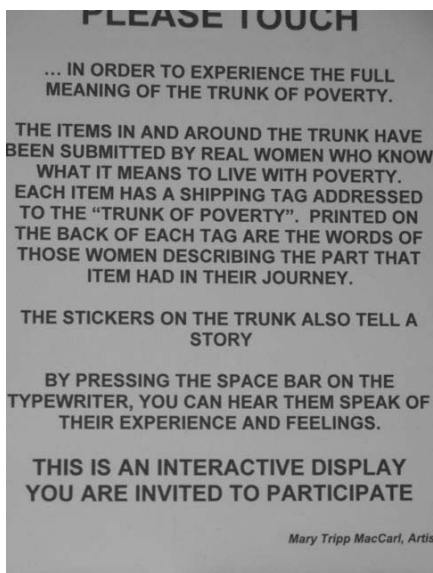 PLEASE TOUCH
... IN ORDER TO EXPERIENCE THE FULL
MEANING OF THE TRUNK OF POVERTY.
THE ITEMS IN AND AROUND THE TRUNK HAVE
BEEN SUBMITTED BY REAL WOMEN WHO KNOW
WHAT IT MEANS TO LIVE WITH POVERTY.
EACH ITEM HAS A SHIPPING TAG ADDRESSED
TO THE “TRUNK OF POVERTY”. PRINTED ON
THE BACK OF EACH TAG ARE THE WORDS OF
THOSE WOMEN DESCRIBING THE PART THAT
ITEM HAD IN THEIR JOURNEY.
THE STICKERS ON THE TRUNK ALSO TELL A
STORY
BY PRESSING THE SPACE BAR ON THE
TYPEWRITER, YOU CAN HEAR THEM SPEAK OF
THEIR EXPERIENCE AND FEELINGS.
THIS IS AN INTERACTIVE DISPLAY
YOU ARE INVITED TO PARTICIPATE
Mary Tripp MacCarl, Artis